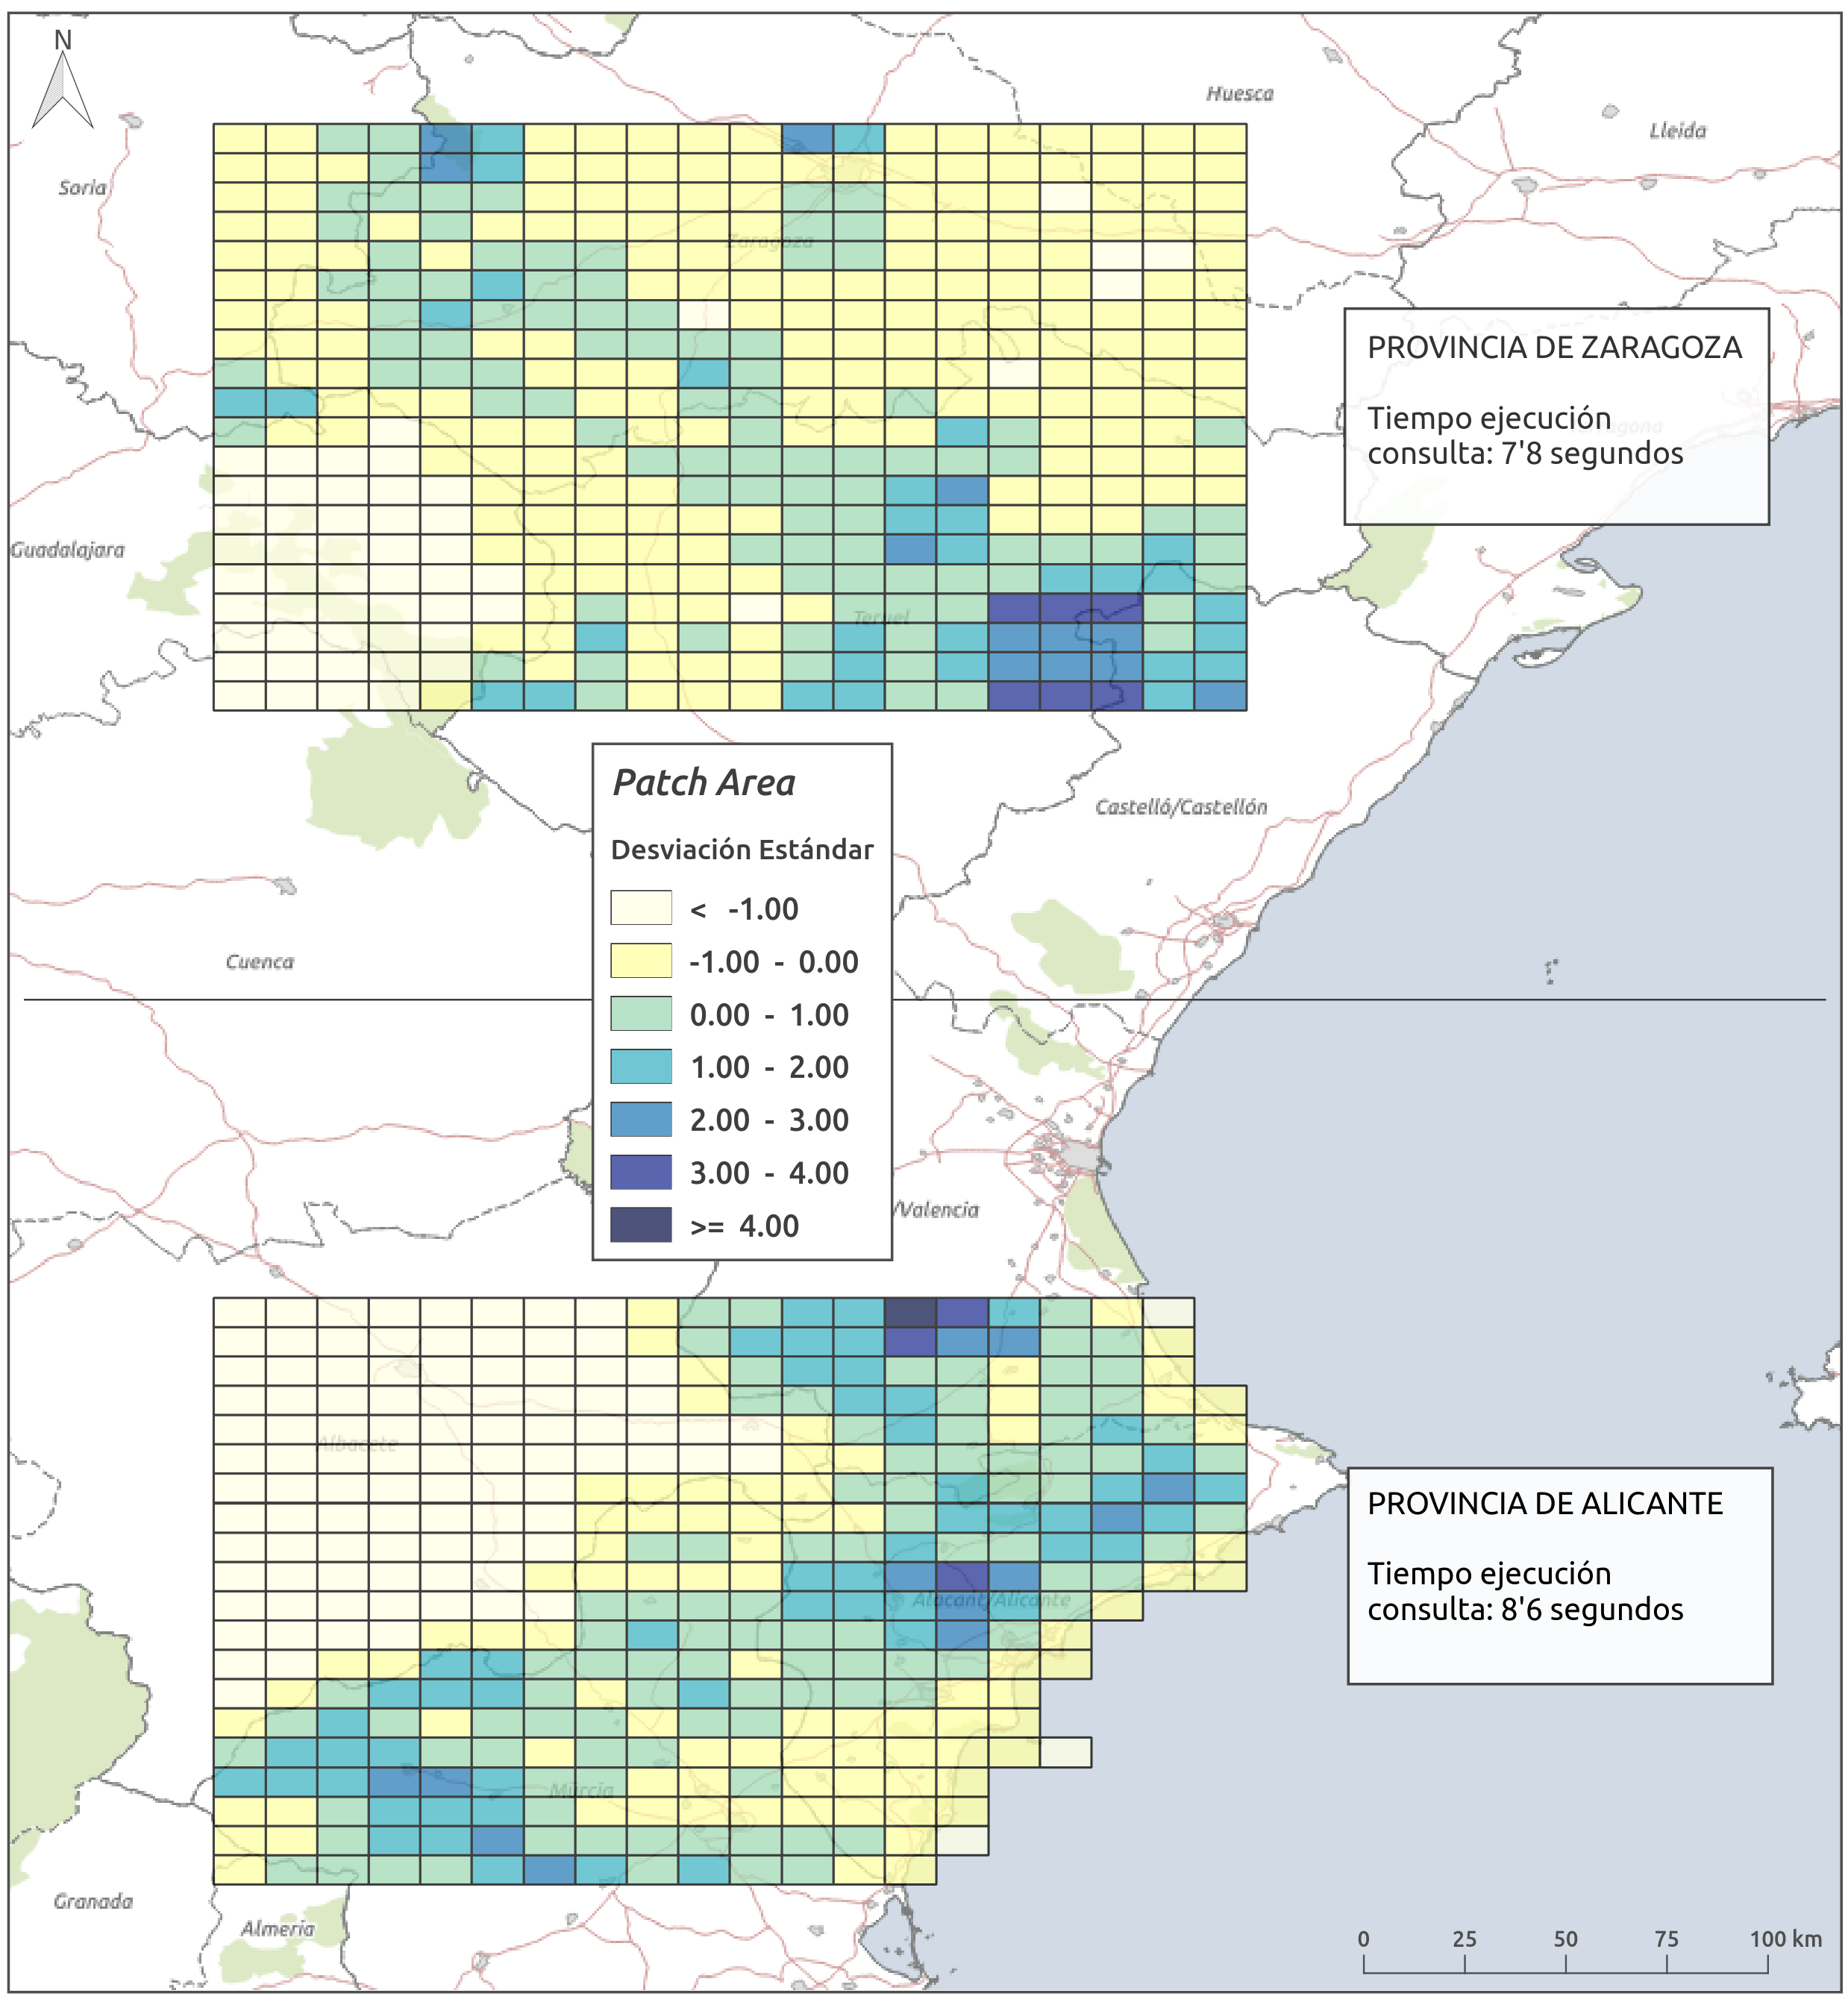 N
Huesca
Lleida
Soria
Zaragoza
PROVINCIA DE ZARAGOZA
Tiempo ejecución
consulta: 7'8 segundos
Guadalajara
Teruel
Castelló/Castellón
Patch Area
Desviación Estándar
< -1.00
-1.00 - 0.00
0.00 - 1.00
1.00 - 2.00
2.00 - 3.00
3.00 - 4.00
>= 4.00
Cuenca
/Valencia
Albacete
PROVINCIA DE ALICANTE
Tiempo ejecución
consulta: 8'6 segundos
Alacant/Alicante
Murcia
Granada
Almería
0 25 50 75 100 km